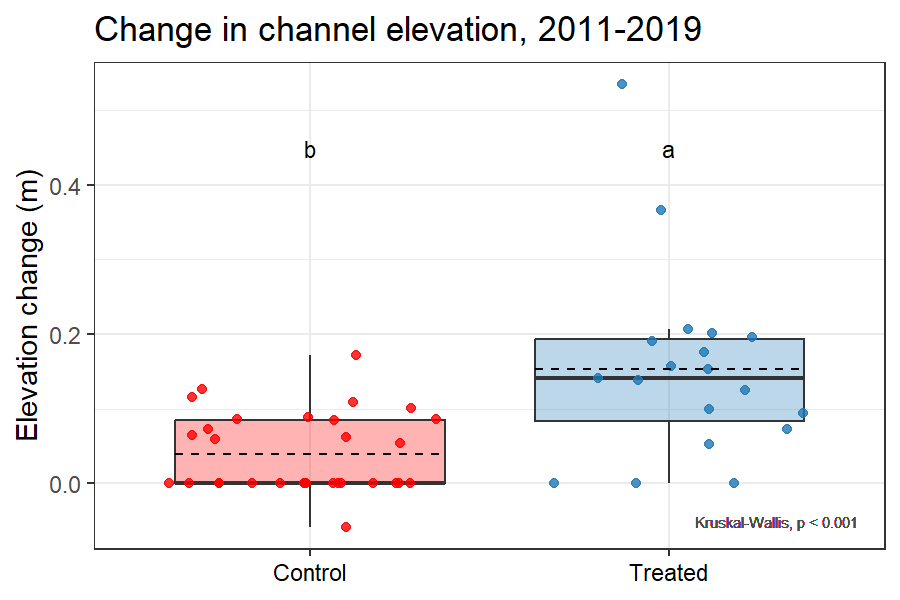 Change in channel elevation, 2011-2019
Elevation change (m)
0.4
0.2
0.0
b
a
Kruskal-Wallis, p < 0.001
Control
Treated